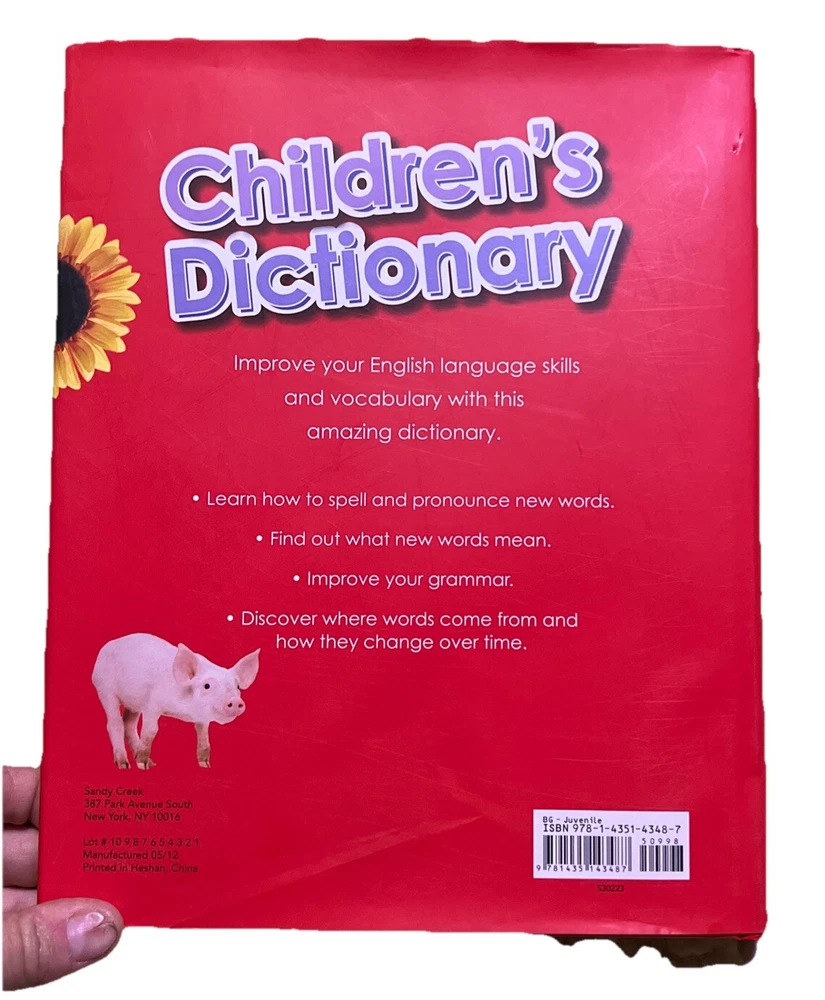 Children's
Dictionary
Improve your English language skills
and vocabulary with this
amazing dictionary.
• Learn how to spell and pronounce new words.
• Find out what new words mean.
• Improve your grammar.
• Discover where words come from and
how they change over time.
Sandy Creek
387 Park Avenue South
New York, NY 10016
Lot # 10 9 8 7 6 5 4 3 2 1
Manufactured 05/12
Printed in Heshan, China
BG - Juvenile
ISBN 978-1-4351-4348-7
50998
9 781435 143487
S30223